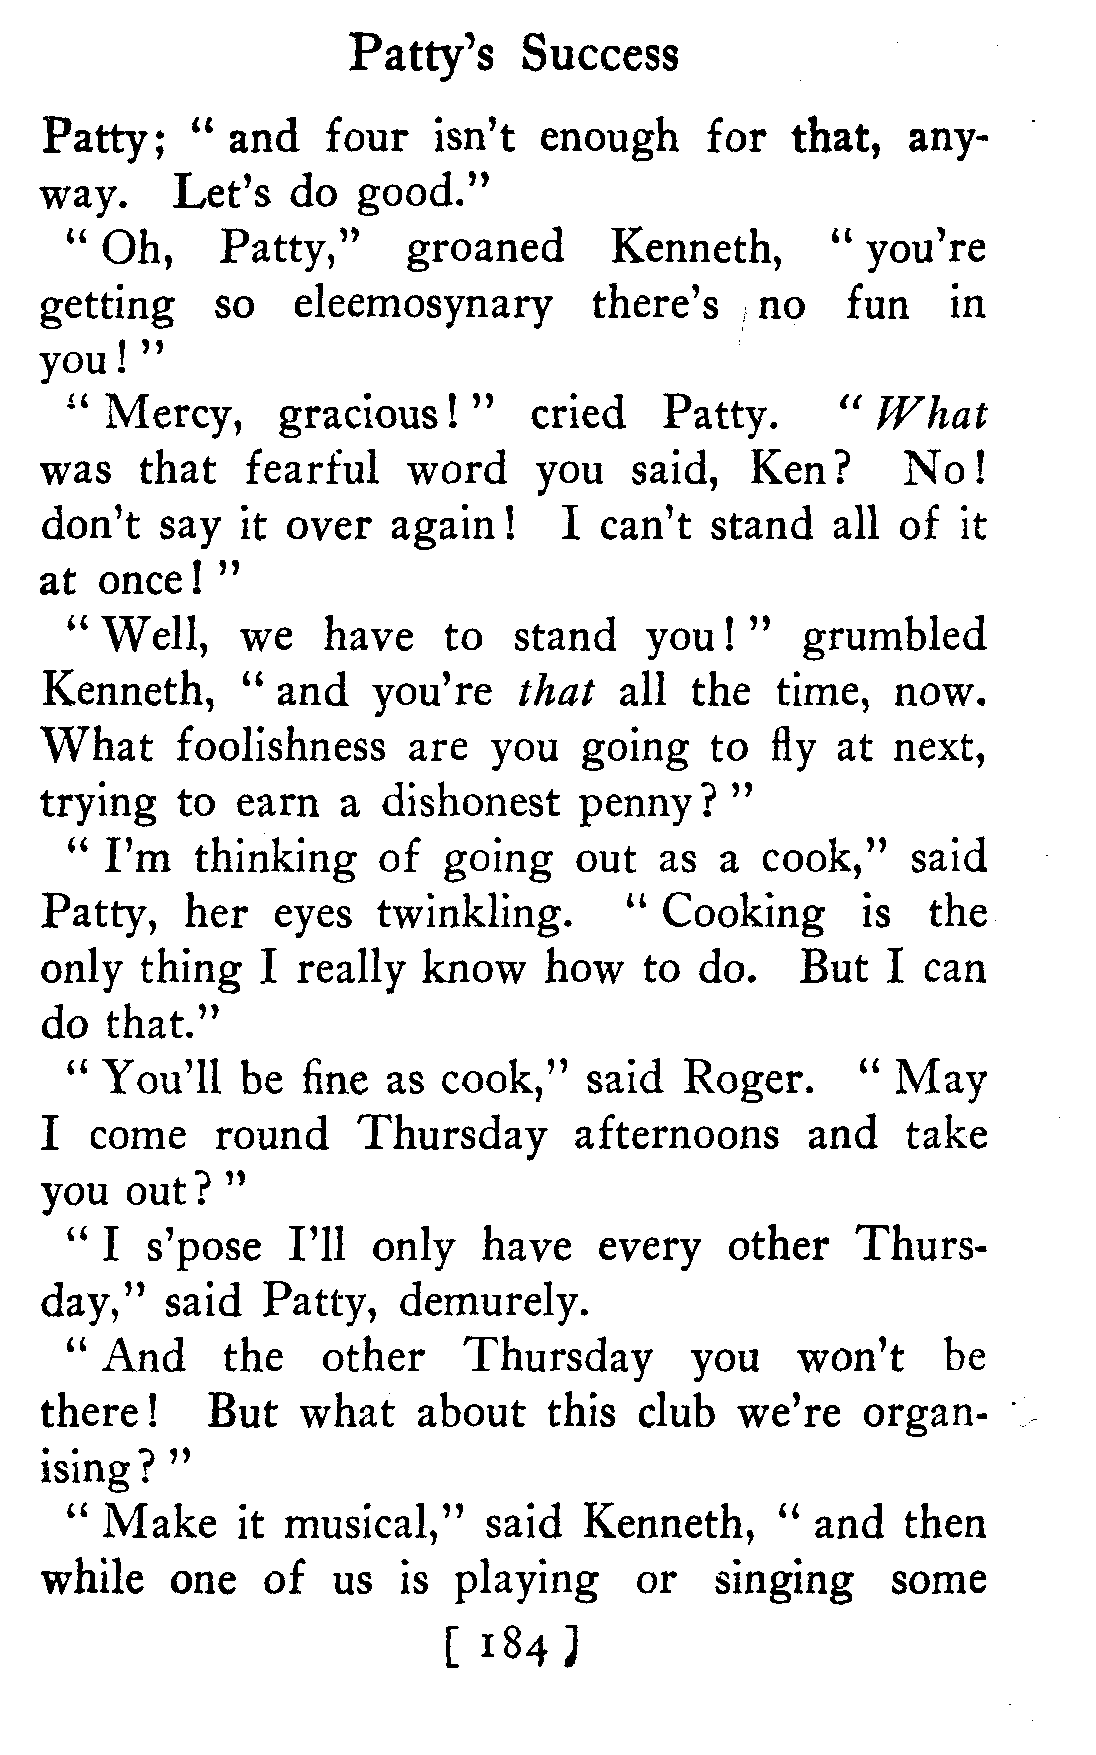 Patty's Success
Patty; " and four isn't enough for that, any-
way. Let's do good."
" Oh, Patty," groaned Kenneth, " you're
getting so eleemosynary there's no fun in
you! "
" Mercy, gracious! " cried Patty. " What
was that fearful word you said, Ken? No!
don't say it over again! I can't stand all of it
at once! "
" Well, we have to stand you! " grumbled
Kenneth, " and you're that all the time, now.
What foolishness are you going to fly at next,
trying to earn a dishonest penny? "
" I'm thinking of going out as a cook," said
Patty, her eyes twinkling. " Cooking is the
only thing I really know how to do. But I can
do that."
" You'll be fine as cook," said Roger. " May
I come round Thursday afternoons and take
you out? "
" I s'pose I'll only have every other Thurs-
day," said Patty, demurely.
" And the other Thursday you won't be
there! But what about this club we're organ-
ising? "
" Make it musical," said Kenneth, " and then
while one of us is playing or singing some
[ 184 ]